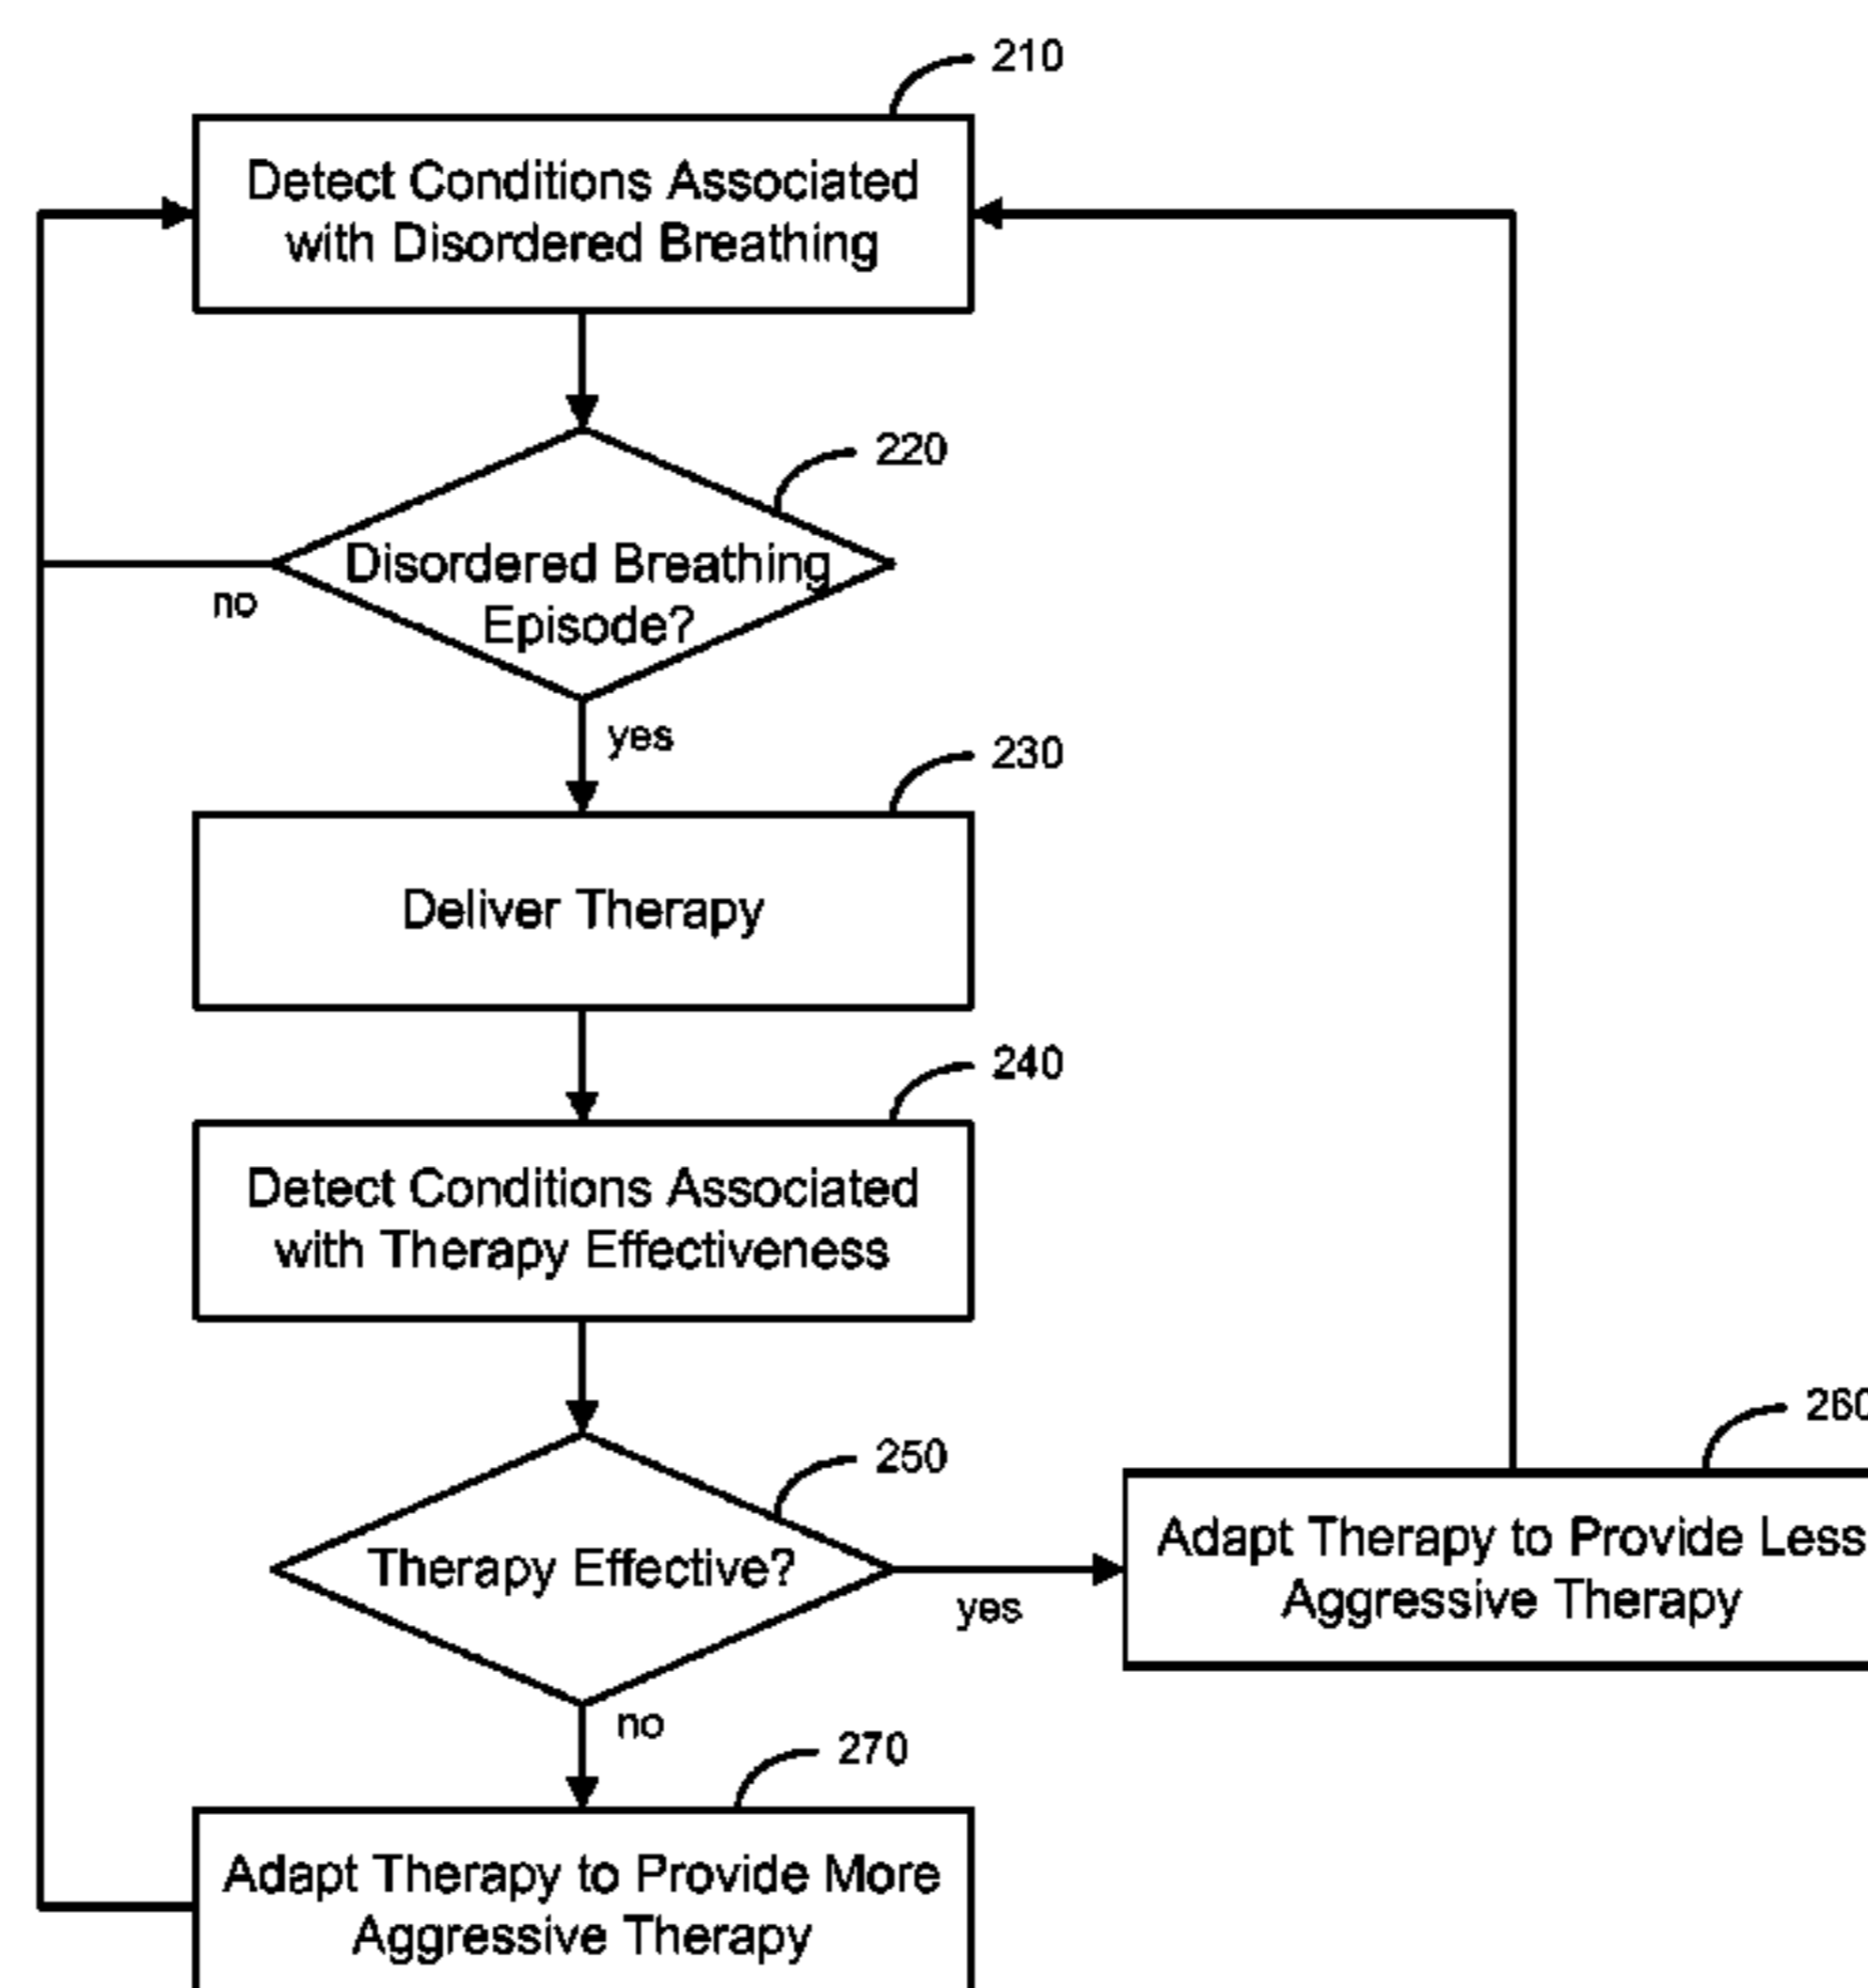 210
Detect Conditions Associated
with Disordered Breathing
220
Disordered Breathing
Episode?
no
yes
230
Deliver Therapy
240
Detect Conditions Associated
with Therapy Effectiveness
250
Therapy Effective?
yes
260
Adapt Therapy to Provide Less
Aggressive Therapy
no
270
Adapt Therapy to Provide More
Aggressive Therapy